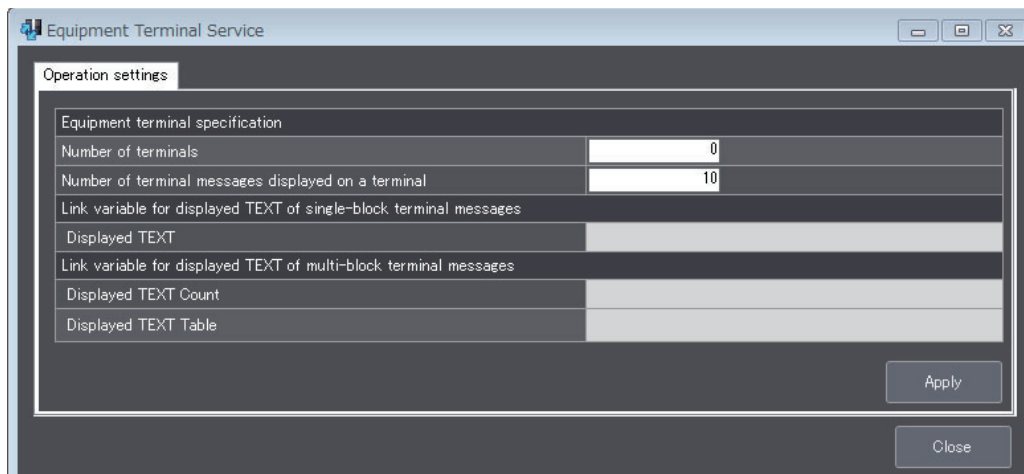 Equipment Terminal Service
Operation settings
Equipment terminal specification
Number of terminals 0
Number of terminal messages displayed on a terminal 10
Link variable for displayed TEXT of single-block terminal messages
Displayed TEXT
Link variable for displayed TEXT of multi-block terminal messages
Displayed TEXT Count
Displayed TEXT Table
Apply
Close